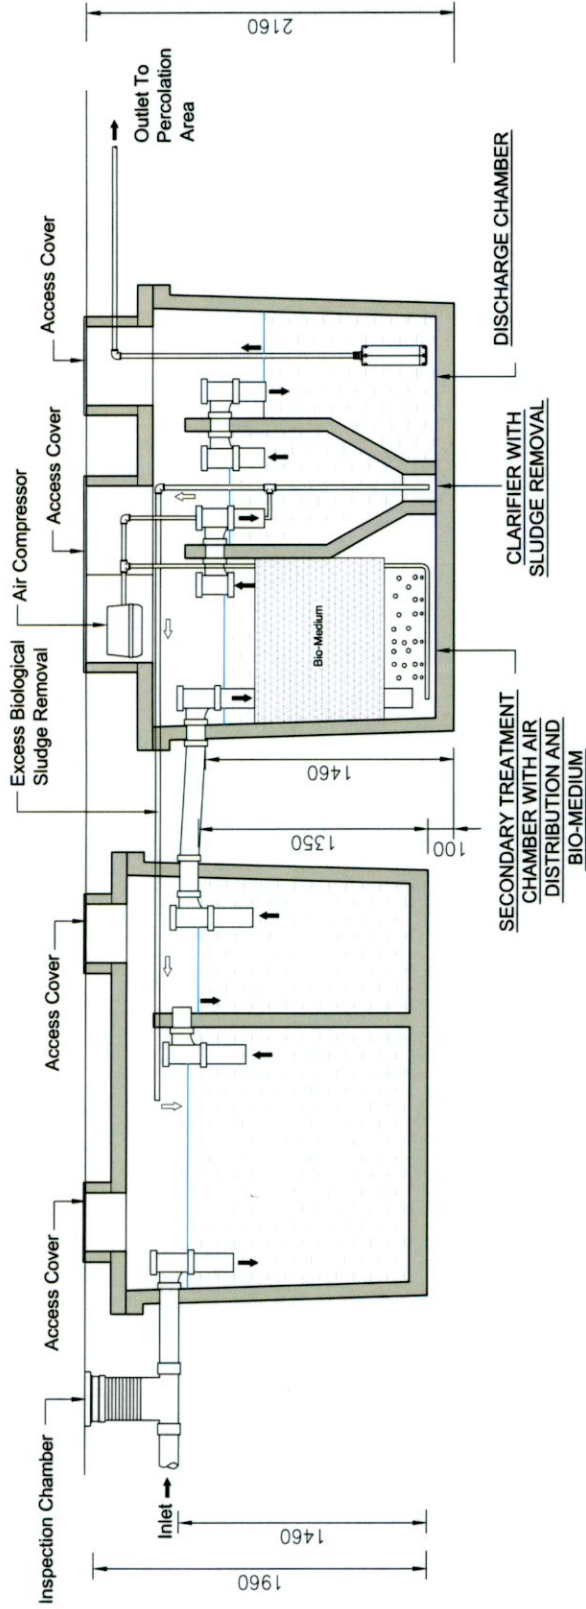 Inspection Chamber
Access Cover
Access Cover
Excess Biological
Sludge Removal
Air Compressor
Access Cover
Access Cover
Outlet To
Percolation
Area
Inlet
Bio-Medium
1960
1460
1350
100
1460
2160
SECONDARY TREATMENT
CHAMBER WITH AIR
DISTRIBUTION AND
BIO-MEDIUM
CLARIFIER WITH
SLUDGE REMOVAL
DISCHARGE CHAMBER